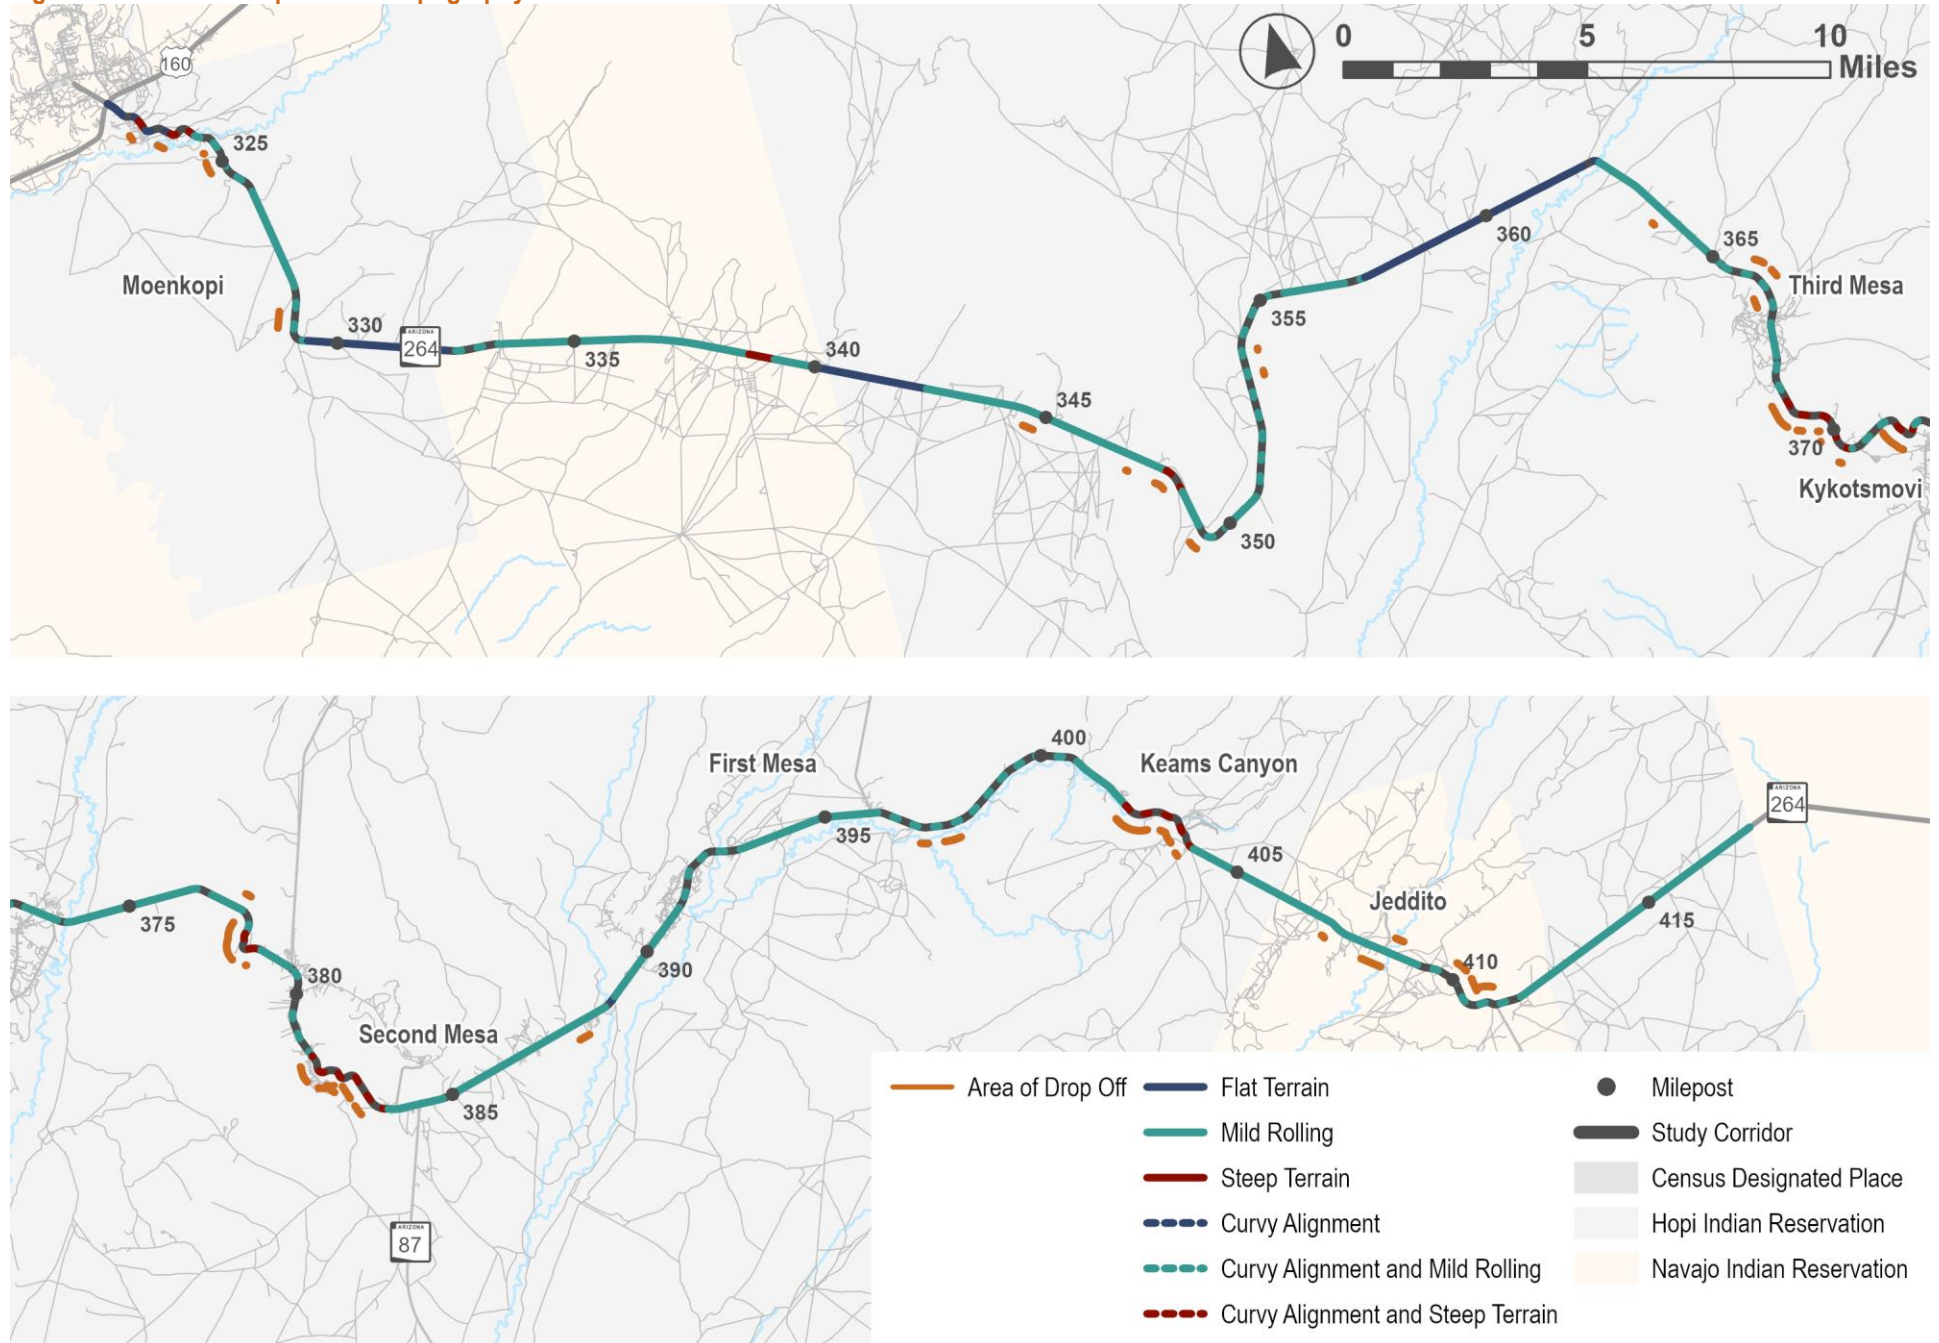 160
0 5 10
Miles
325
Moenkopi
330
ARIZONA
264
335
340
345
350
355
360
365
Third Mesa
370
Kykotsmovi
375
380
Second Mesa
385
390
First Mesa
395
400
Keams Canyon
405
Jeddito
410
415
ARIZONA
264
ARIZONA
87
Area of Drop Off
Flat Terrain
Mild Rolling
Steep Terrain
Curvy Alignment
Curvy Alignment and Mild Rolling
Curvy Alignment and Steep Terrain
Milepost
Study Corridor
Census Designated Place
Hopi Indian Reservation
Navajo Indian Reservation